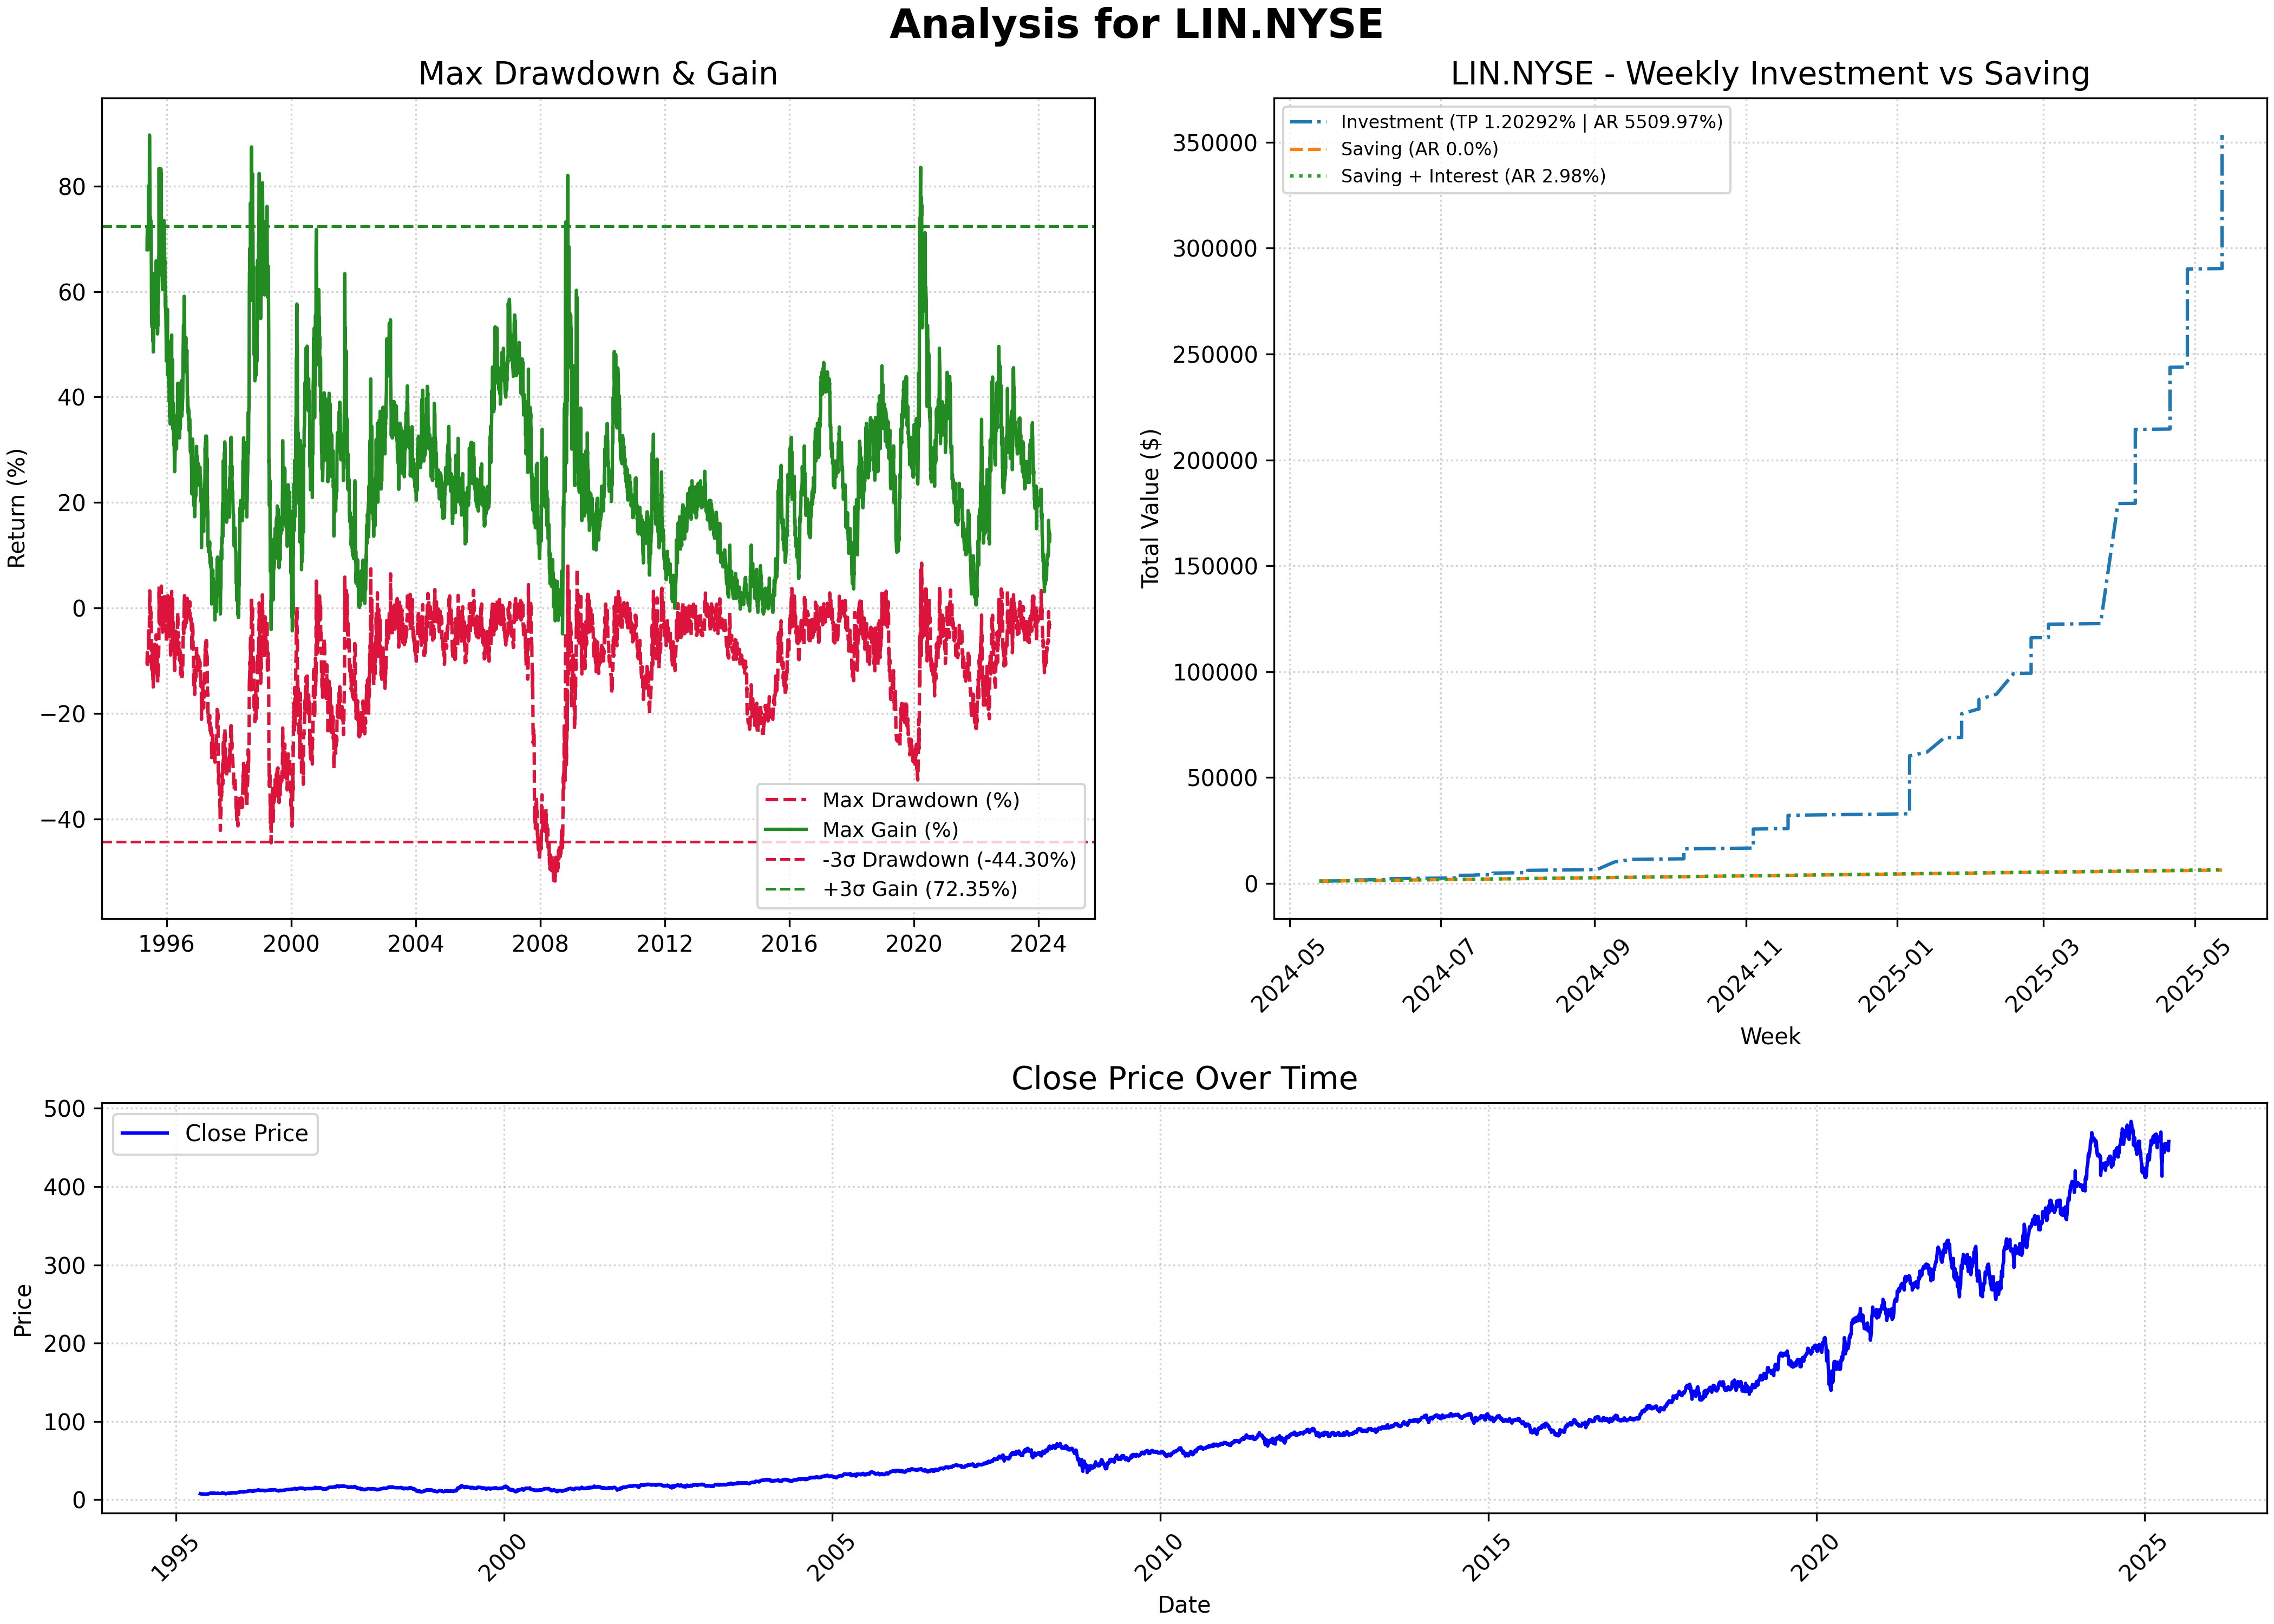 Analysis for LIN.NYSE
Max Drawdown & Gain
Return (%)
80
60
40
20
0
−20
−40
1996
2000
2004
2008
2012
2016
2020
2024
Max Drawdown (%)
Max Gain (%)
-3σ Drawdown (-44.30%)
+3σ Gain (72.35%)
LIN.NYSE - Weekly Investment vs Saving
Total Value ($)
350000
300000
250000
200000
150000
100000
50000
0
Investment (TP 1.20292% | AR 5509.97%)
Saving (AR 0.0%)
Saving + Interest (AR 2.98%)
2024-05
2024-07
2024-09
2024-11
2025-01
2025-03
2025-05
Week
Close Price Over Time
Price
500
400
300
200
100
0
Close Price
1995
2000
2005
2010
2015
2020
2025
Date